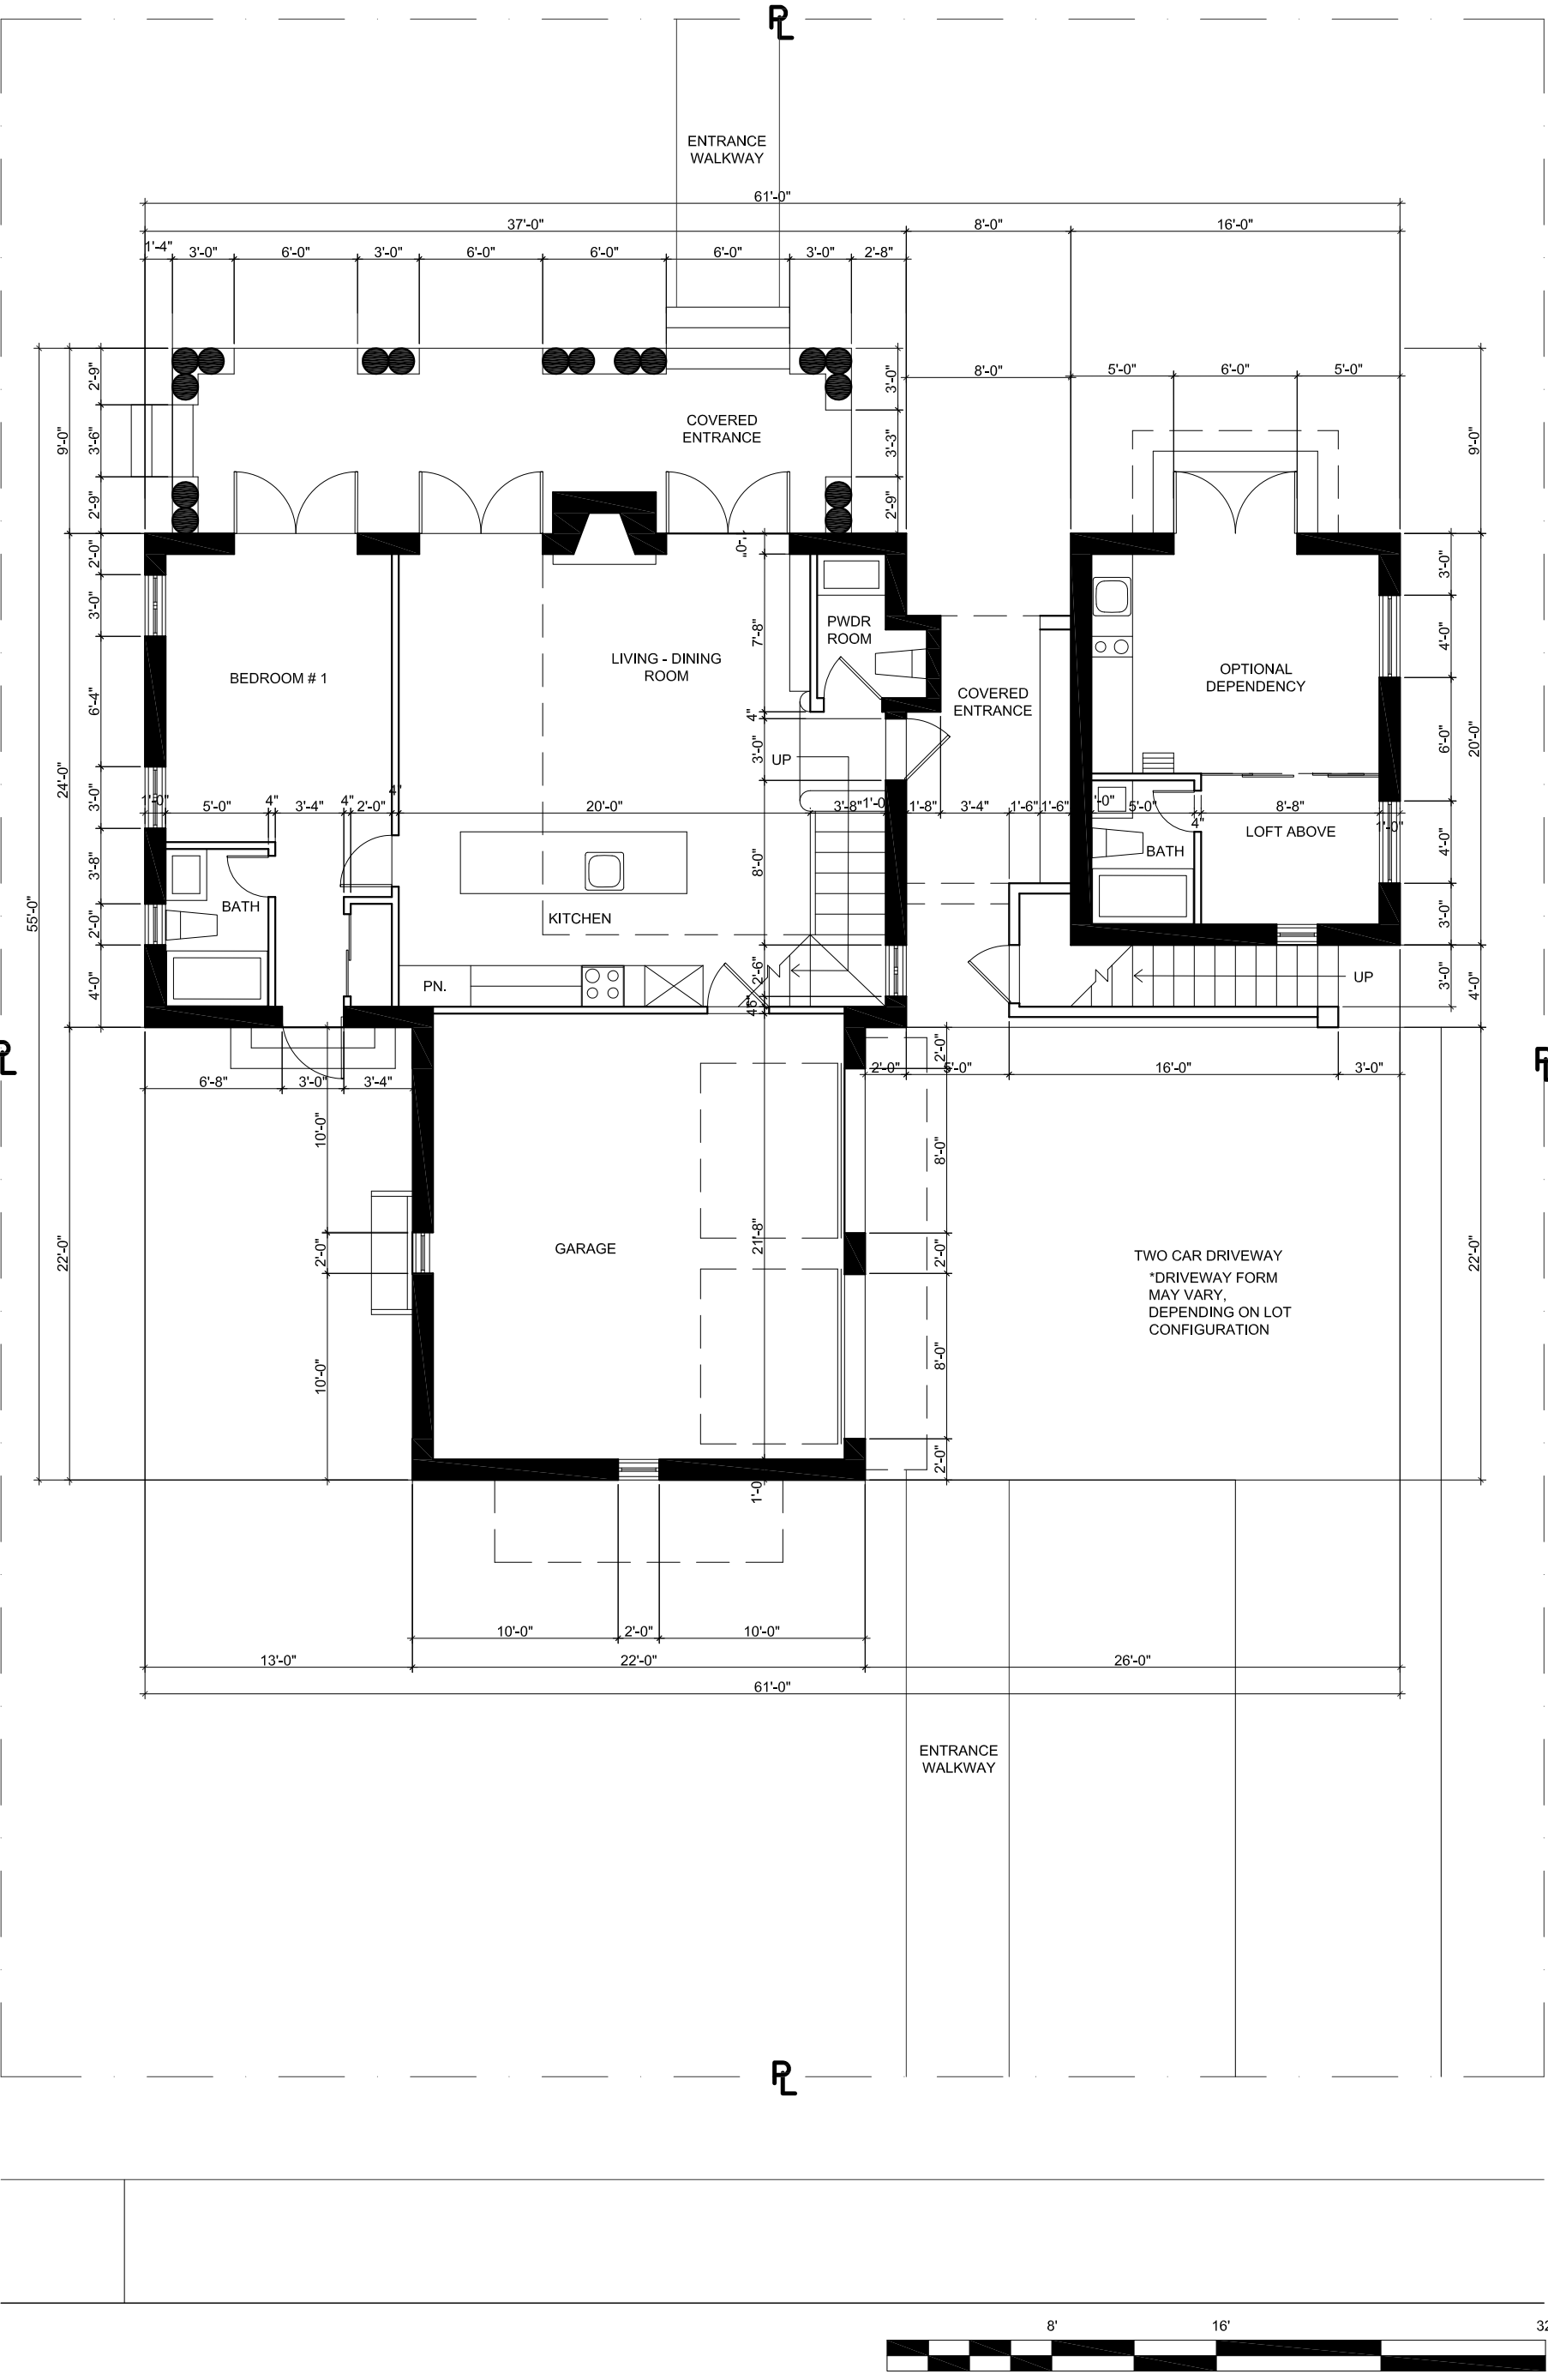 PL
ENTRANCE
WALKWAY
61'-0"
37'-0" 8'-0" 16'-0"
1'-4" 3'-0" 6'-0" 3'-0" 6'-0" 6'-0" 6'-0" 3'-0" 2'-8"
8'-0" 5'-0" 6'-0" 5'-0"
2'-9" 3'-6" 2'-9"
9'-0"
3'-0" 3'-3" 2'-9"
9'-0"
COVERED
ENTRANCE
2'-0" 3'-0" 6'-4" 3'-0" 3'-8" 2'-0" 4'-0"
24'-0"
55'-0"
22'-0"
BEDROOM # 1
LIVING - DINING
ROOM
PWDR
ROOM
7'-8" 4" 3'-0" 8'-0" 2'-6"
UP
COVERED
ENTRANCE
OPTIONAL
DEPENDENCY
3'-0" 4'-0" 6'-0" 4'-0" 3'-0" 3'-0"
20'-0"
4'-0"
22'-0"
1'-0" 5'-0" 4" 3'-4" 4" 2'-0" 4" 20'-0" 3'-8" 1'-0" 1'-8" 3'-4" 1'-6" 1'-6" 5'-0" 4" 8'-8" 1'-0"
LOFT ABOVE
BATH
BATH
KITCHEN
PN.
UP
PL
PL
6'-8" 3'-0" 3'-4"
2'-0" 5'-0" 16'-0" 3'-0"
10'-0" 2'-0" 10'-0"
21'-8"
1'-0
2'-0" 8'-0" 2'-0" 8'-0" 2'-0"
GARAGE
TWO CAR DRIVEWAY
*DRIVEWAY FORM
MAY VARY,
DEPENDING ON LOT
CONFIGURATION
10'-0" 2'-0" 10'-0"
13'-0" 22'-0" 26'-0"
61'-0"
ENTRANCE
WALKWAY
PL
8' 16'